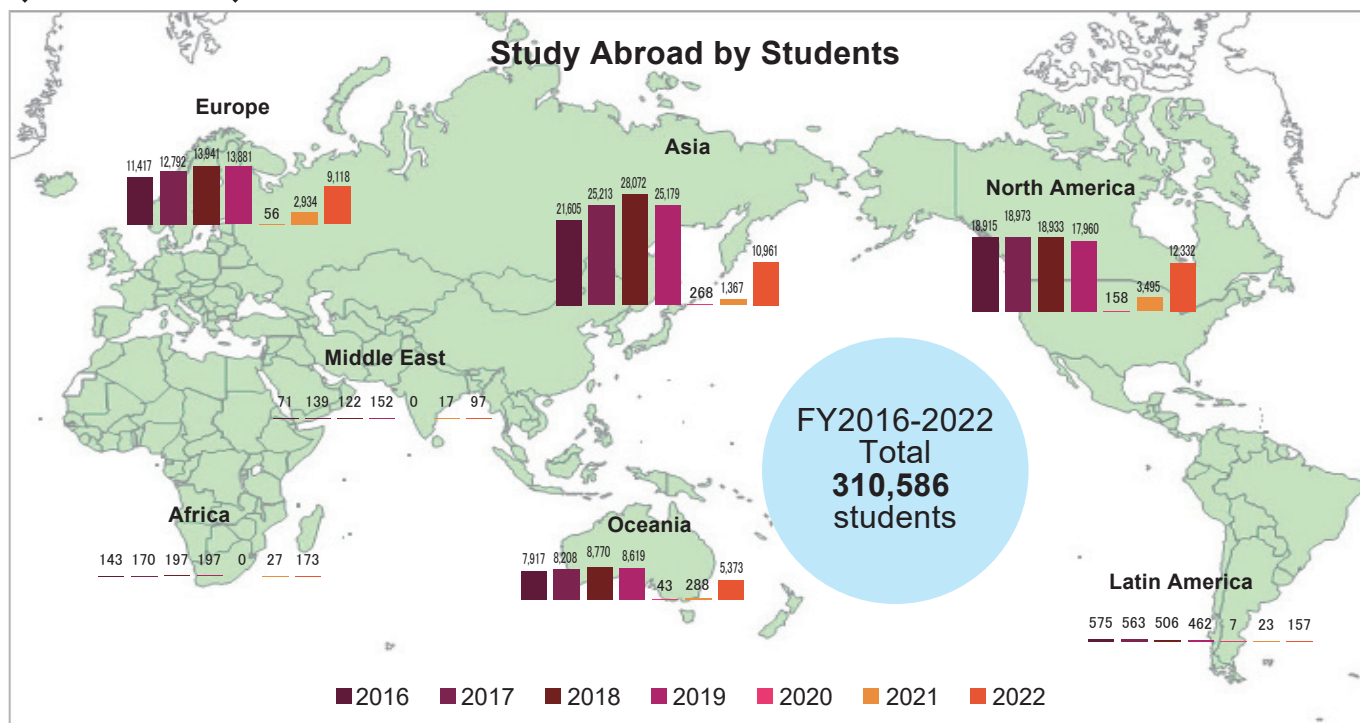 Study Abroad by Students
Europe
11,417 12,792 13,941 13,881 56 2,934 9,118
Asia
21,605 25,213 28,072 25,179 268 1,367 10,961
North America
18,915 18,973 18,933 17,960 158 3,495 12,332
Middle East
71 139 122 152 0 17 97
FY2016-2022
Total
310,586
students
Africa
143 170 197 197 0 27 173
Oceania
7,917 8,208 8,770 8,619 43 288 5,373
Latin America
575 563 506 462 7 23 157
2016 2017 2018 2019 2020 2021 2022